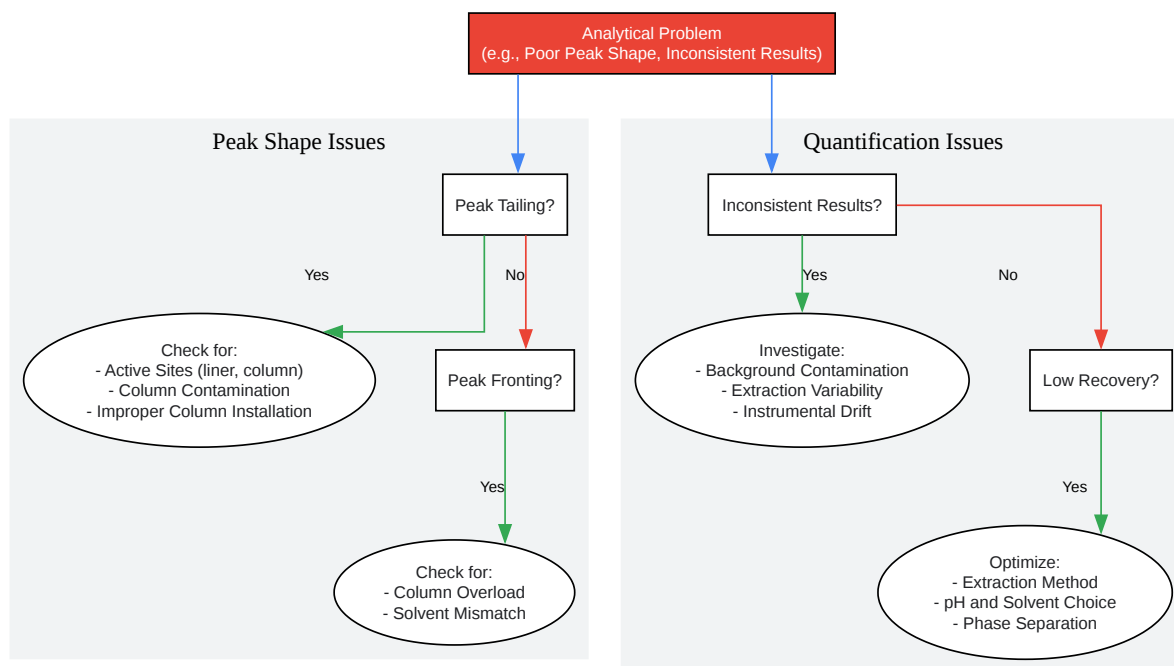 Analytical Problem
(e.g., Poor Peak Shape, Inconsistent Results)
Peak Shape Issues
Peak Tailing?
Yes
No
Check for:
- Active Sites (liner, column)
- Column Contamination
- Improper Column Installation
Peak Fronting?
Yes
Check for:
- Column Overload
- Solvent Mismatch
Quantification Issues
Inconsistent Results?
Yes
No
Investigate:
- Background Contamination
- Extraction Variability
- Instrumental Drift
Low Recovery?
Yes
Optimize:
- Extraction Method
- pH and Solvent Choice
- Phase Separation